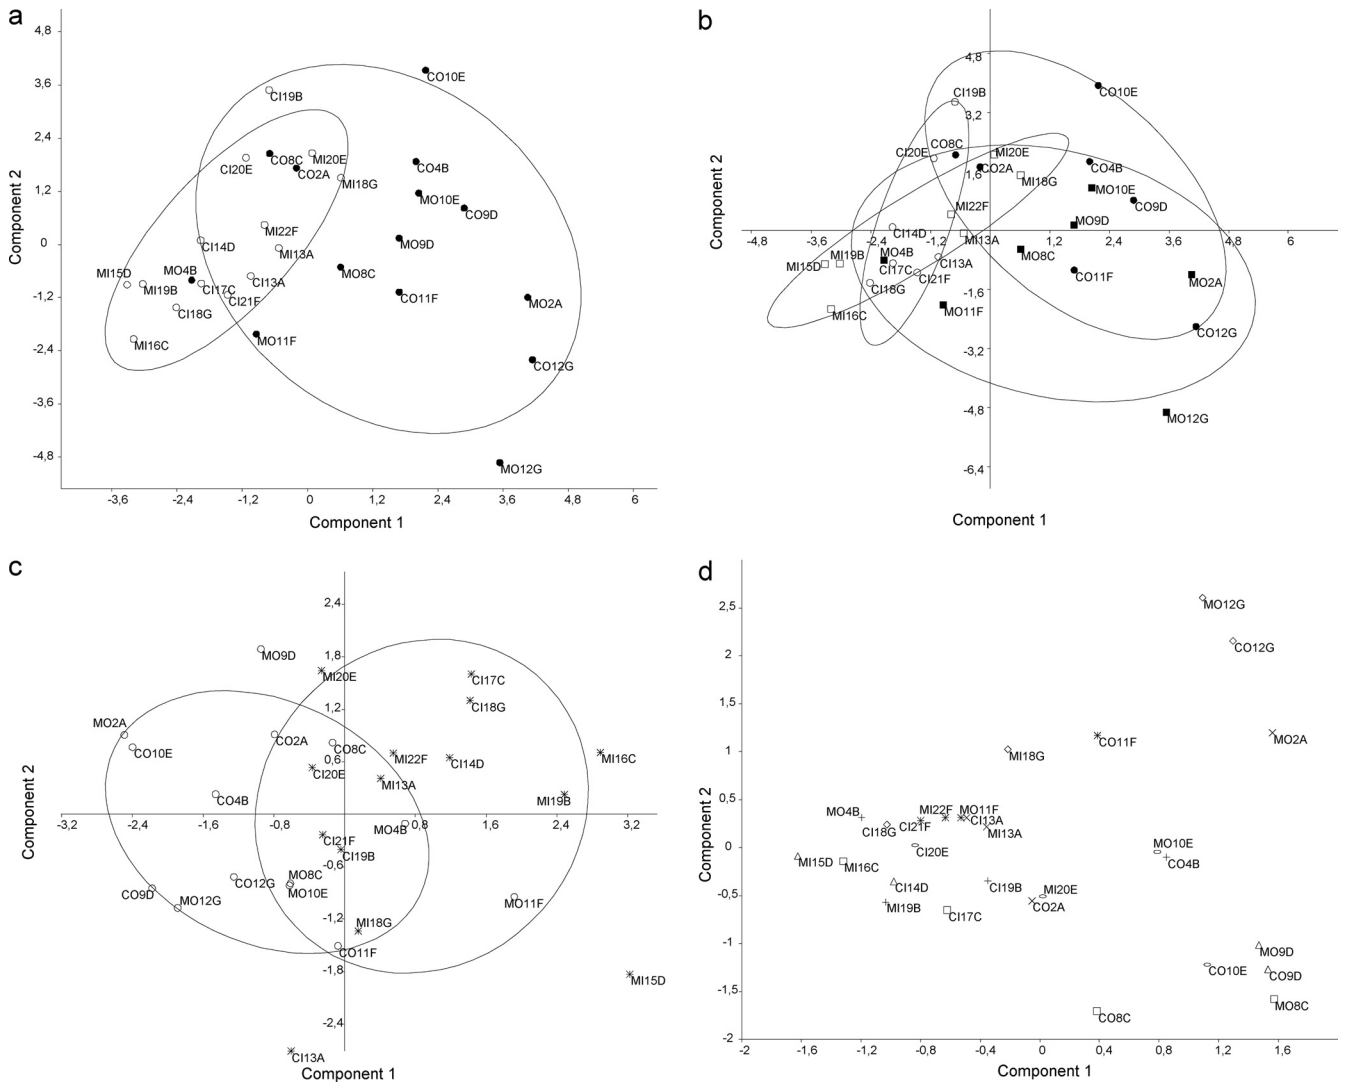 a
4,8
3,6
2,4
1,2
0
-1,2
-2,4
-3,6
-4,8
Component 2
CO10E
CI19B
CO8C
MI20E
CI20E
CO2A
CO4B
MI18G
MO10E
CO9D
MI22F
CI14D
MI13A
MO9D
MI15D
MO4B
CI13A
MO8C
MI19B
CI17C
CI21F
CO11F
MO2A
CI18G
MO11F
MI16C
CO12G
MO12G
-3,6 -2,4 -1,2 0 1,2 2,4 3,6 4,8 6
Component 1
b
4,8
3,2
1,6
-1,6
-3,2
-4,8
-6,4
Component 2
CI19B
CO10E
CO8C
CI20E
MI20E
CO2A
CO4B
MI18G
MO10E
CO9D
MI22F
MO9D
CI14D
MI13A
-4,8 -3,6 -2,4 -1,2 1,2 2,4 3,6 4,8 6
MI19B
MO4B
MO8C
CI13A
MI15D
CI17C
CI21F
CO11F
MO2A
CI18G
MO11F
MI16C
CO12G
MO12G
Component 1
c
2,4
1,8
1,2
0,6
-0,6
-1,2
-1,8
-2,4
Component 2
MO9D
MI20E
CI17C
CI18G
MO2A
CO10E
CO2A
CO8C
MI22F
CI14D
MI16C
CI20E
MI13A
CO4B
MI19B
-3,2 -2,4 -1,6 -0,8 0,8 1,6 2,4 3,2
MO4B
CI21F
CI19B
MO8C
CO12G
CO9D
MO10E
MO12G
MO11F
MI18G
CO11F
MI15D
CI13A
Component 1
d
2,5
2
1,5
1
0,5
0
-0,5
-1
-1,5
-2
Component 2
MO12G
CO12G
CO11F
MO2A
MI18G
MO4B
MI22F
MO11F
CI18G
CI21F
CI13A
MI13A
MO10E
CI20E
CO4B
MI15D
MI16C
CI14D
CI19B
MI20E
MI19B
CI17C
CO2A
MO9D
CO10E
CO9D
MO8C
CO8C
-2 -1,6 -1,2 -0,8 -0,4 0 0,4 0,8 1,2 1,6
Component 1